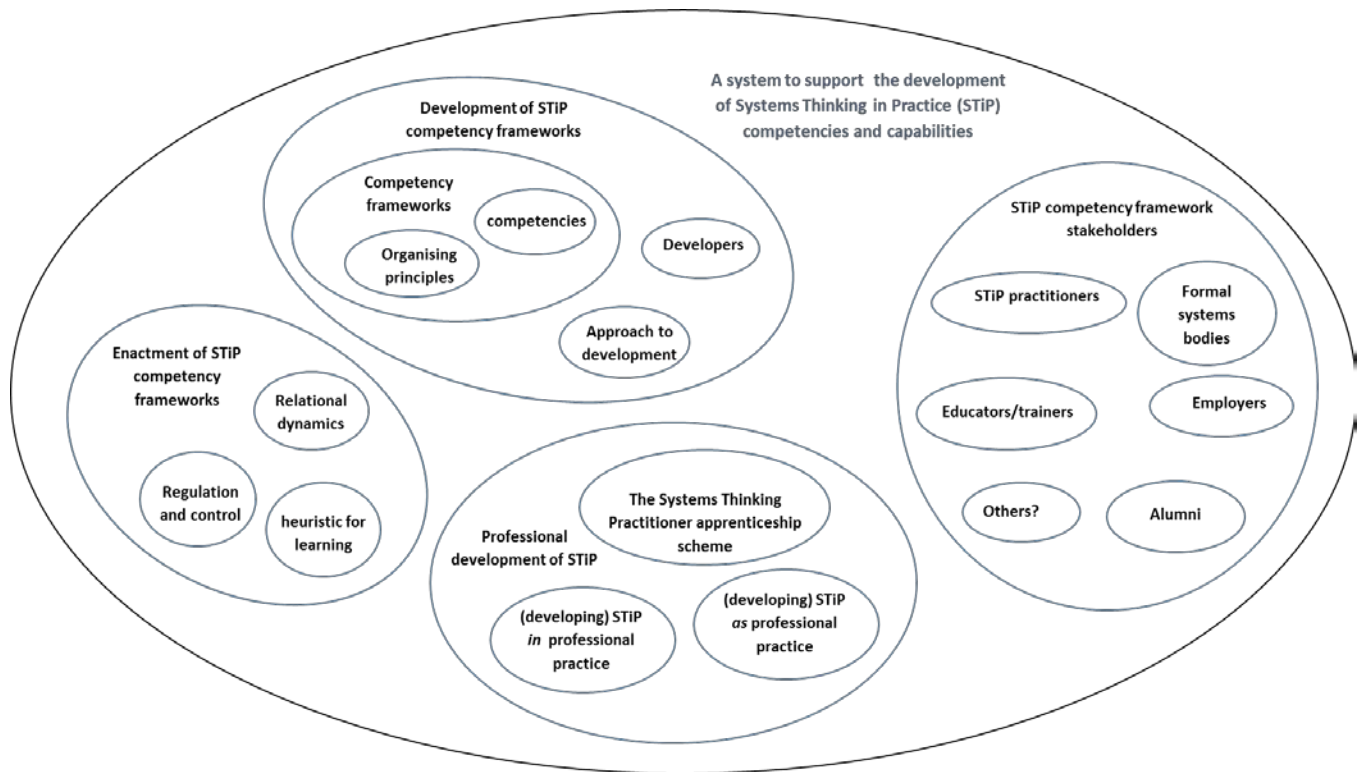 A system to support the development
of Systems Thinking in Practice (STiP)
competencies and capabilities
Development of STiP
competency frameworks
Competency
frameworks
competencies
Organising
principles
Developers
Approach to
development
STiP competency framework
stakeholders
STiP practitioners
Formal
systems
bodies
Educators/trainers
Employers
Others?
Alumni
Enactment of STiP
competency
frameworks
Relational
dynamics
Regulation
and control
heuristic for
learning
Professional
development of STiP
The Systems Thinking
Practitioner apprenticeship
scheme
(developing) STiP
in professional
practice
(developing) STiP
as professional
practice